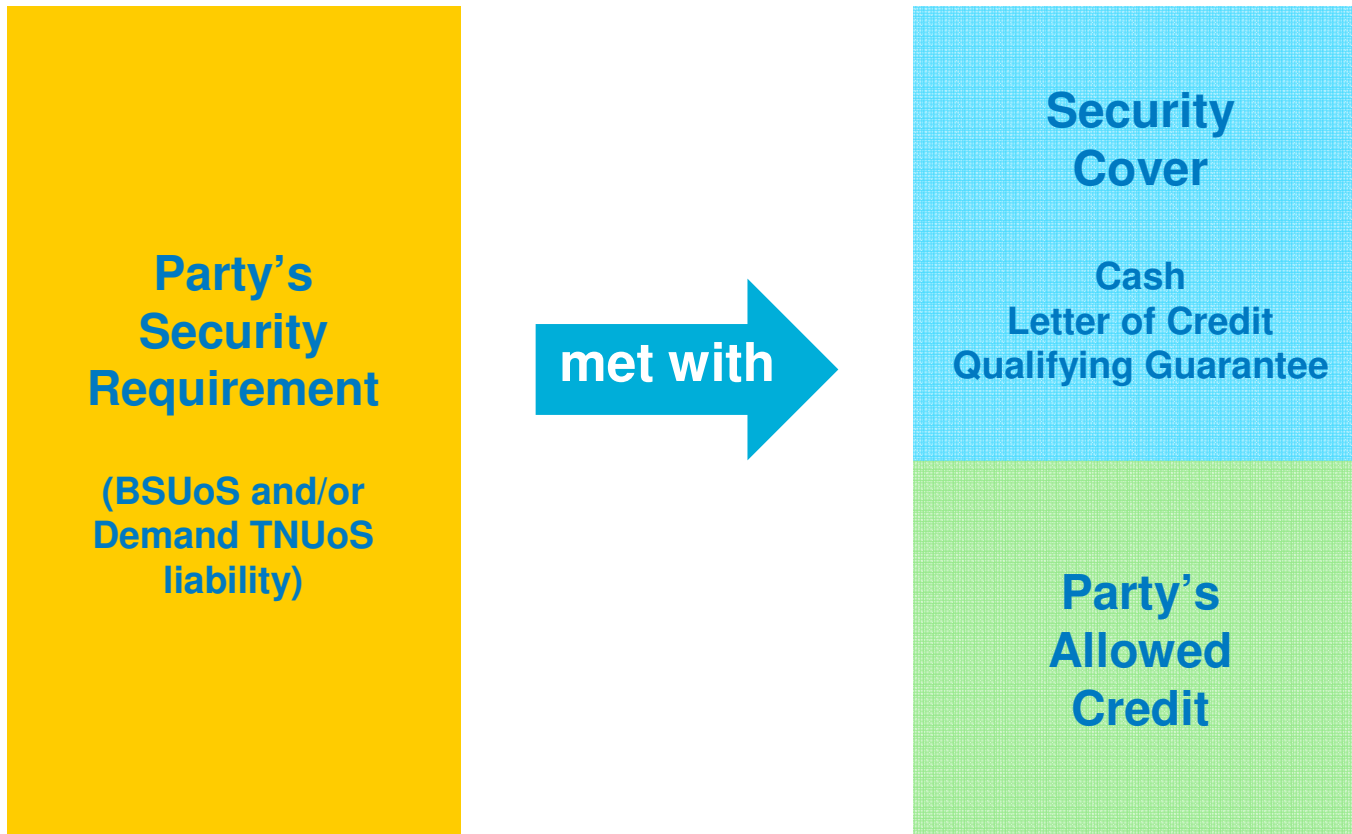 Party’s
Security
Requirement
(BSUoS and/or
Demand TNUoS
liability)
met with
Security
Cover
Cash
Letter of Credit
Qualifying Guarantee
Party’s
Allowed
Credit